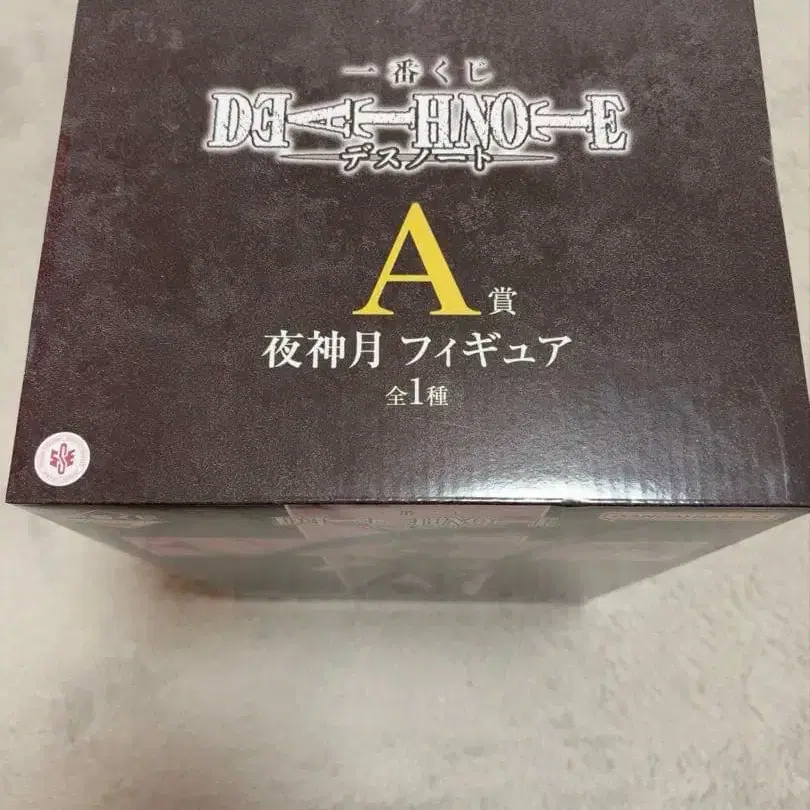 一番くじ
DEATH NOTE
デスノート
A賞
夜神月 フィギュア
全1種